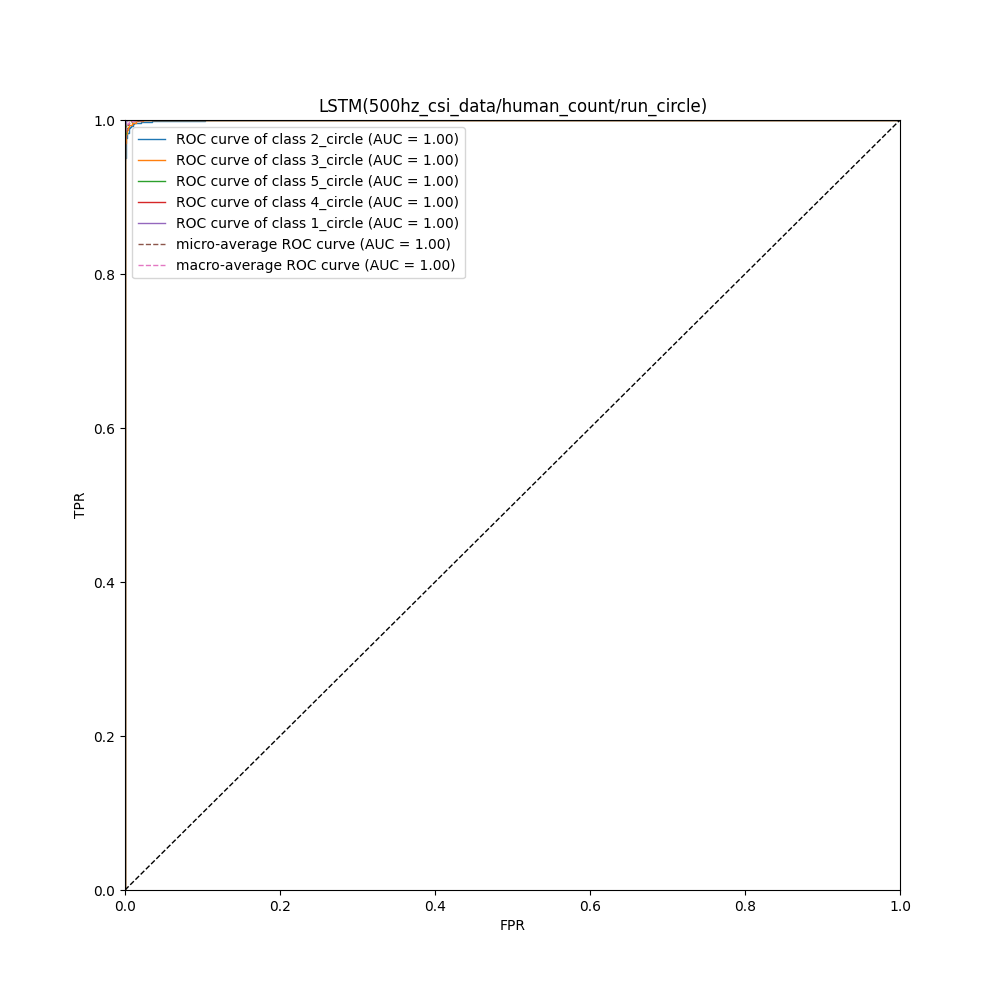 LSTM(500hz_csi_data/human_count/run_circle)
1.0
ROC curve of class 2_circle (AUC = 1.00)
ROC curve of class 3_circle (AUC = 1.00)
ROC curve of class 5_circle (AUC = 1.00)
ROC curve of class 4_circle (AUC = 1.00)
ROC curve of class 1_circle (AUC = 1.00)
micro-average ROC curve (AUC = 1.00)
macro-average ROC curve (AUC = 1.00)
0.8
0.6
TPR
0.4
0.2
0.0
0.0 0.2 0.4 0.6 0.8 1.0
FPR